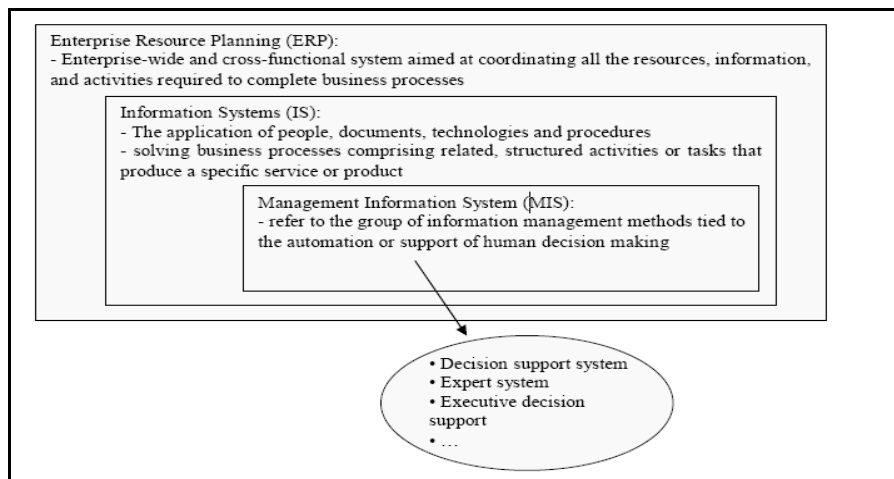 Enterprise Resource Planning (ERP):
- Enterprise-wide and cross-functional system aimed at coordinating all the resources, information,
and activities required to complete business processes
Information Systems (IS):
- The application of people, documents, technologies and procedures
- solving business processes comprising related, structured activities or tasks that
produce a specific service or product
Management Information System (MIS):
- refer to the group of information management methods tied to
the automation or support of human decision making
• Decision support system
• Expert system
• Executive decision
support
• ...